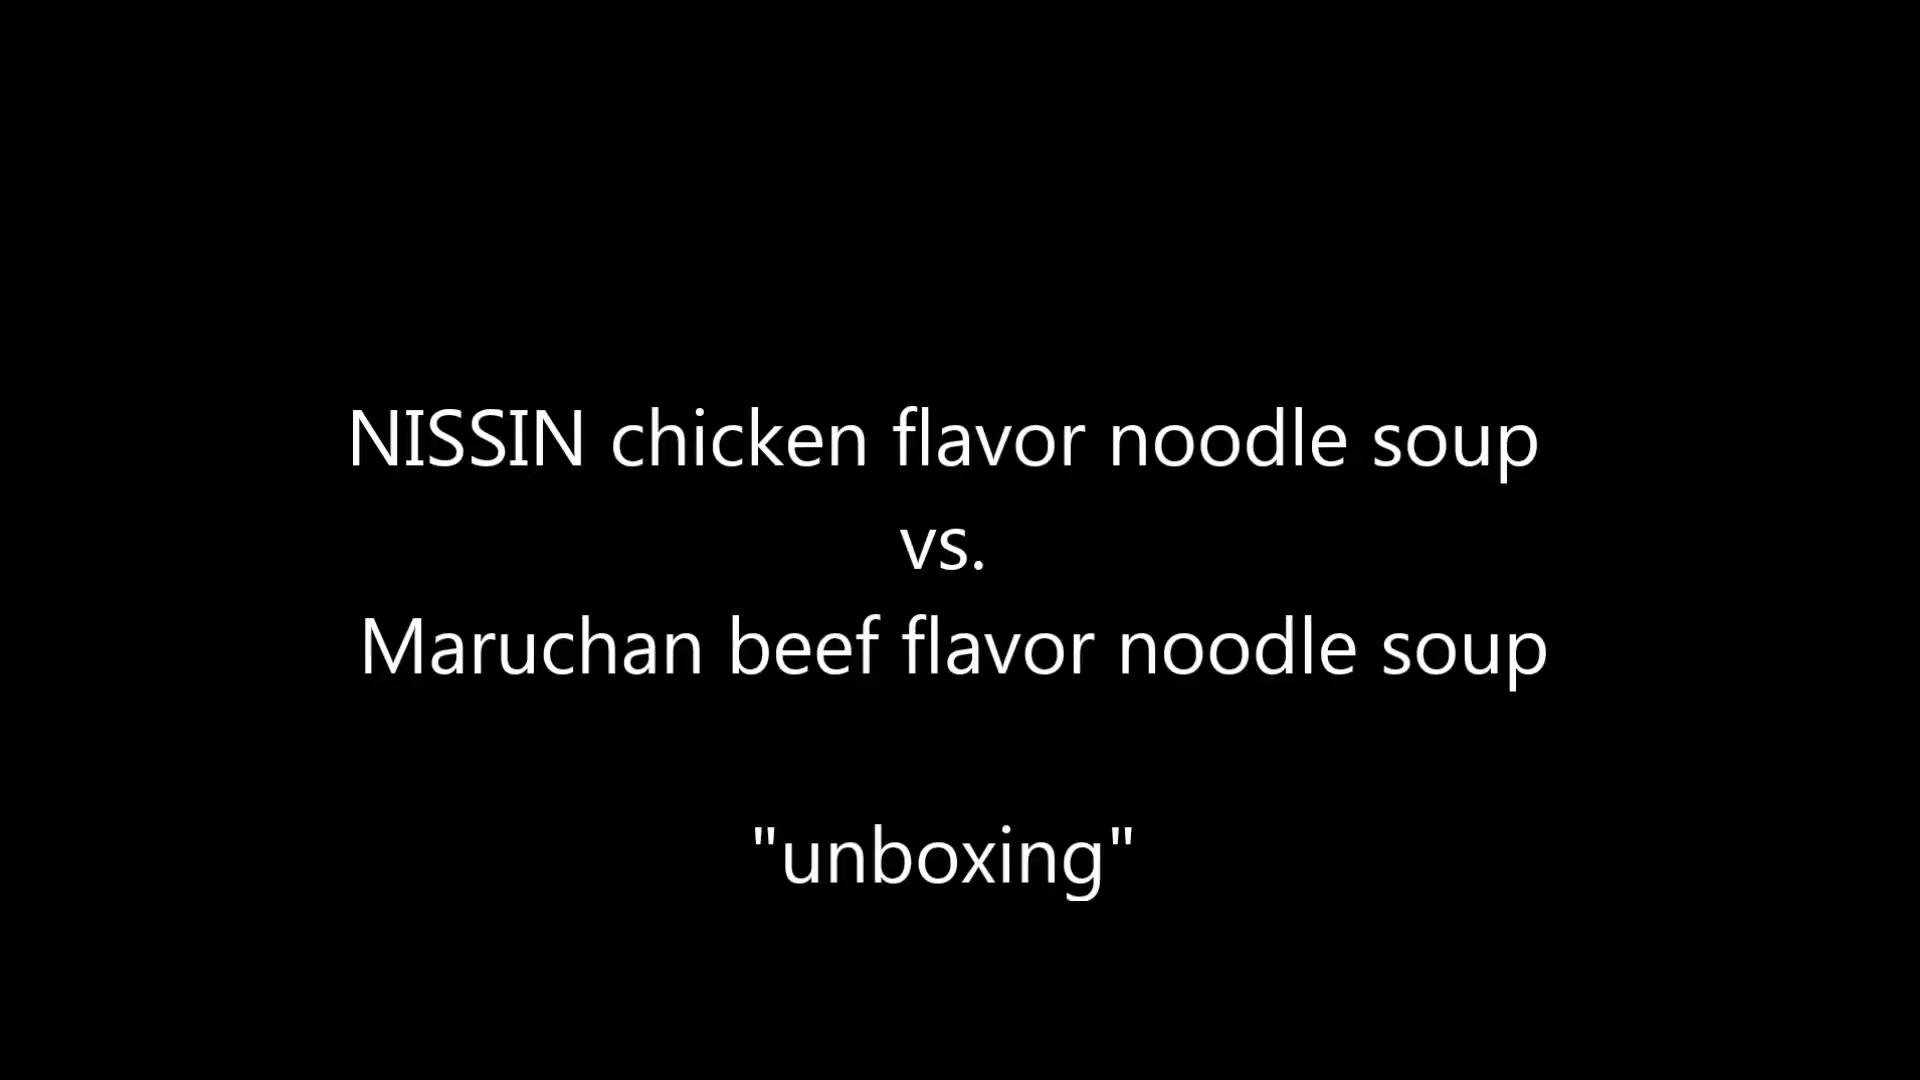 NISSIN chicken flavor noodle soup
vs.
Maruchan beef flavor noodle soup
"unboxing"